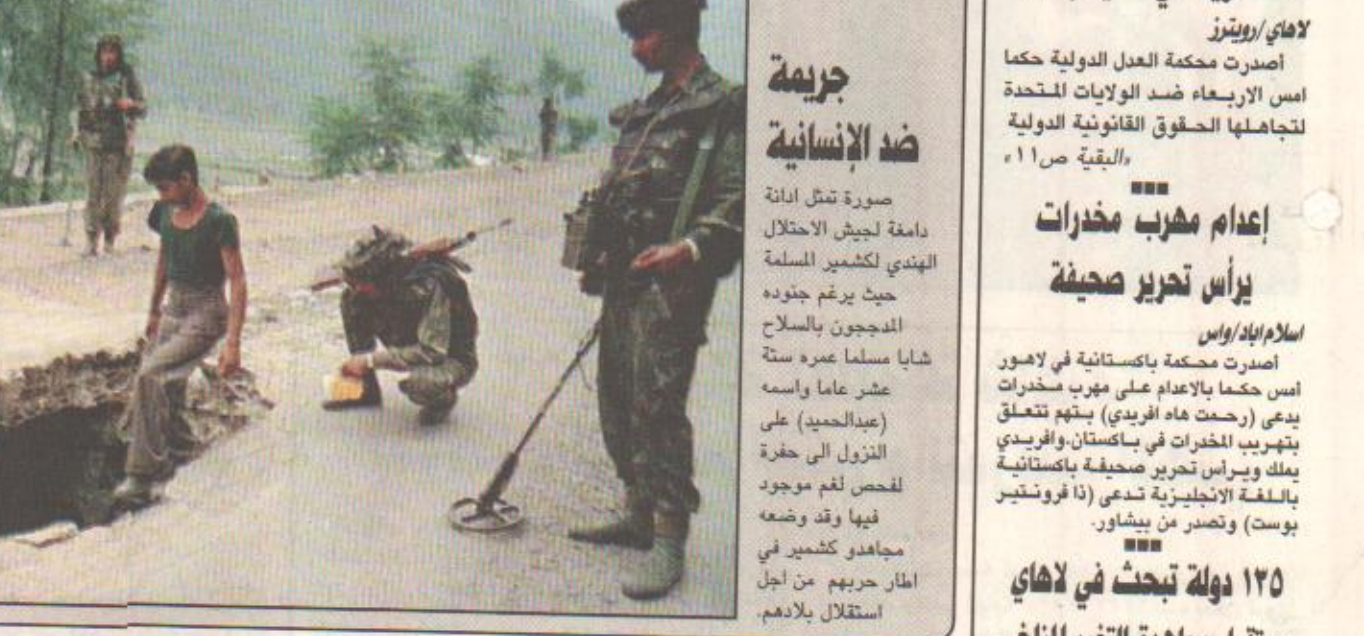 لاهاي/رويترز
أصدرت محكمة العدل الدولية حكما
امس الاربعاء ضد الولايات المتحدة
لتجاهلها الحقوق القانونية الدولية
«البقية ص١١»
إعدام مهرب مخدرات
يرأس تحرير صحيفة
اسلام اباد/واس
أصدرت محكمة باكستانية في لاهور
أمس حكما بالاعدام على مهرب مخدرات
يدعى (رحمت هاه افريدي) بتهم تتعلق
بتهريب المخدرات في باكستان.وافريدي
يملك ويرأس تحرير صحيفة باكستانية
باللغة الانجليزية تدعى (ذا فرونتير
بوست) وتصدر من بيشاور.
١٣٥ دولة تبحث في لاهاي
جريمة
ضد الإنسانية
صورة تمثل ادانة
دامغة لجيش الاحتلال
الهندي لكشمير المسلمة
حيث يرغم جنوده
المدججون بالسلاح
شابا مسلما عمره ستة
عشر عاما واسمه
(عبدالحميد) على
النزول الى حفرة
لفحص لغم موجود
فيها وقد وضعه
مجاهدو كشمير في
اطار حربهم من اجل
استقلال بلادهم.